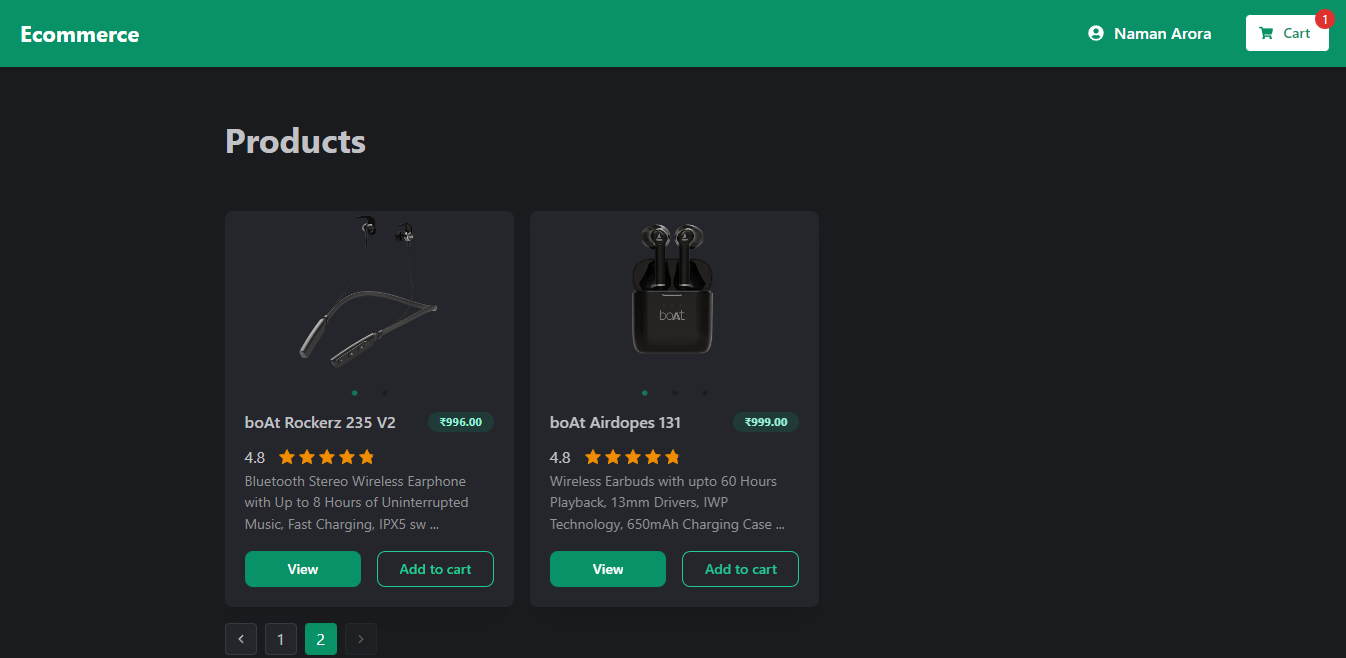 Ecommerce
Naman Arora
Cart
1
Products
boAt
boAt Rockerz 235 V2
₹996.00
4.8
Bluetooth Stereo Wireless Earphone
with Up to 8 Hours of Uninterrupted
Music, Fast Charging, IPX5 sw ...
View
Add to cart
boAt Airdopes 131
₹999.00
4.8
Wireless Earbuds with upto 60 Hours
Playback, 13mm Drivers, IWP
Technology, 650mAh Charging Case ...
View
Add to cart
1
2